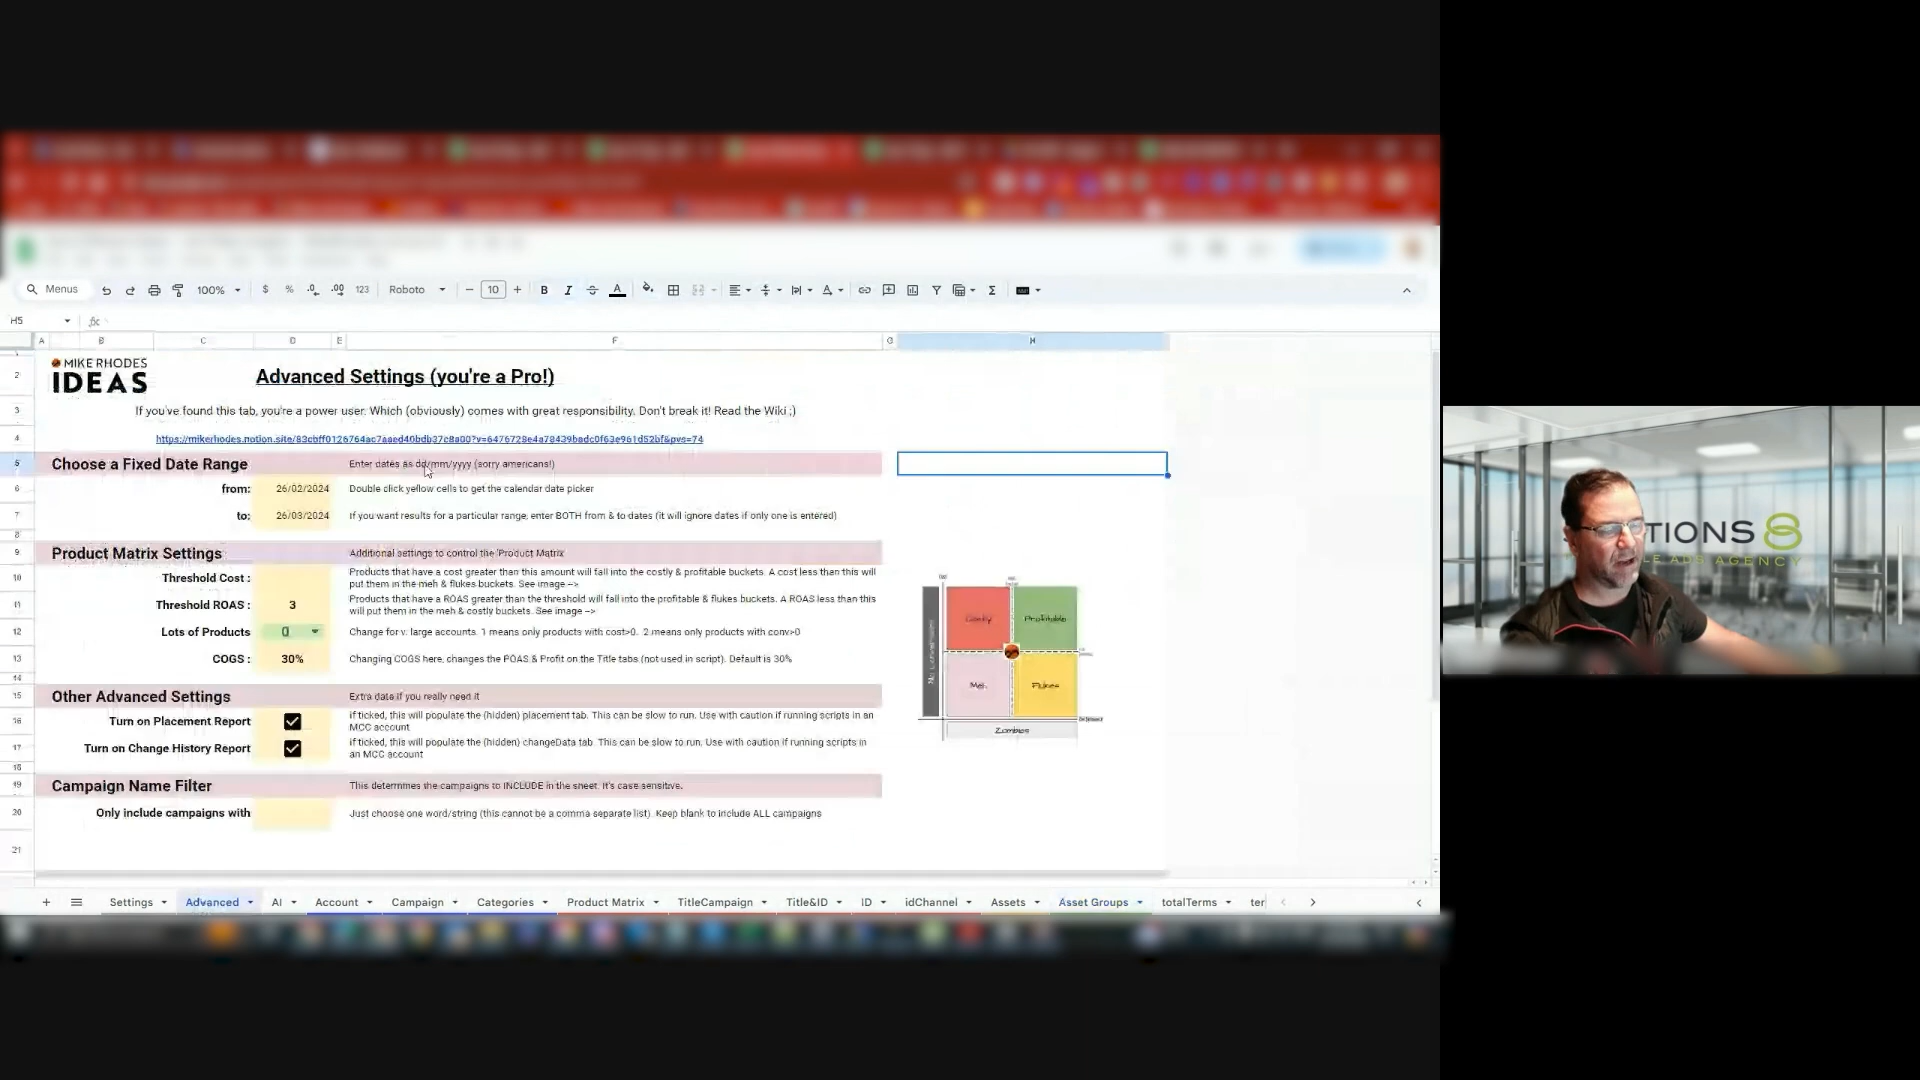 Menus
100%
$ % .0 .00 123
Roboto
10
H5
fx
A B C D E F G H
MIKE RHODES
IDEAS
Advanced Settings (you're a Pro!)
If you've found this tab, you're a power user. Which (obviously) comes with great responsibility. Don't break it! Read the Wiki ;)
Choose a Fixed Date Range
Enter dates as dd/mm/yyyy (sorry americans!)
from: 26/02/2024 Double click yellow cells to get the calendar date picker
to: 26/03/2024 If you want results for a particular range, enter BOTH from & to dates (it will ignore dates if only one is entered)
Product Matrix Settings
Additional settings to control the 'Product Matrix
Threshold Cost :
Products that have a cost greater than this amount will fall into the costly & profitable buckets. A cost less than this will
put them in the meh & flukes buckets. See image -->
Threshold ROAS : 3
Products that have a ROAS greater than the threshold will fall into the profitable & flukes buckets. A ROAS less than this
will put them in the meh & costly buckets. See image -->
Lots of Products 0 Change for v. large accounts. 1 means only products with cost>0. 2 means only products with conv>0
COGS : 30% Changing COGS here, changes the POAS & Profit on the Title tabs (not used in script). Default is 30%
Other Advanced Settings
Extra data if you really need it
Turn on Placement Report
if ticked, this will populate the (hidden) placement tab. This can be slow to run. Use with caution if running scripts in an
MCC account
Turn on Change History Report
if ticked, this will populate the (hidden) changeData tab. This can be slow to run. Use with caution if running scripts in
an MCC account
Campaign Name Filter
This determines the campaigns to INCLUDE in the sheet. It's case sensitive.
Only include campaigns with
Just choose one word/string (this cannot be a comma separate list). Keep blank to include ALL campaigns
Costly Profitable
Meh Flukes
Zombies
Settings Advanced AI Account Campaign Categories Product Matrix TitleCampaign Title&ID ID idChannel Assets Asset Groups totalTerms ter
TIONS 8
LE ADS AGENCY